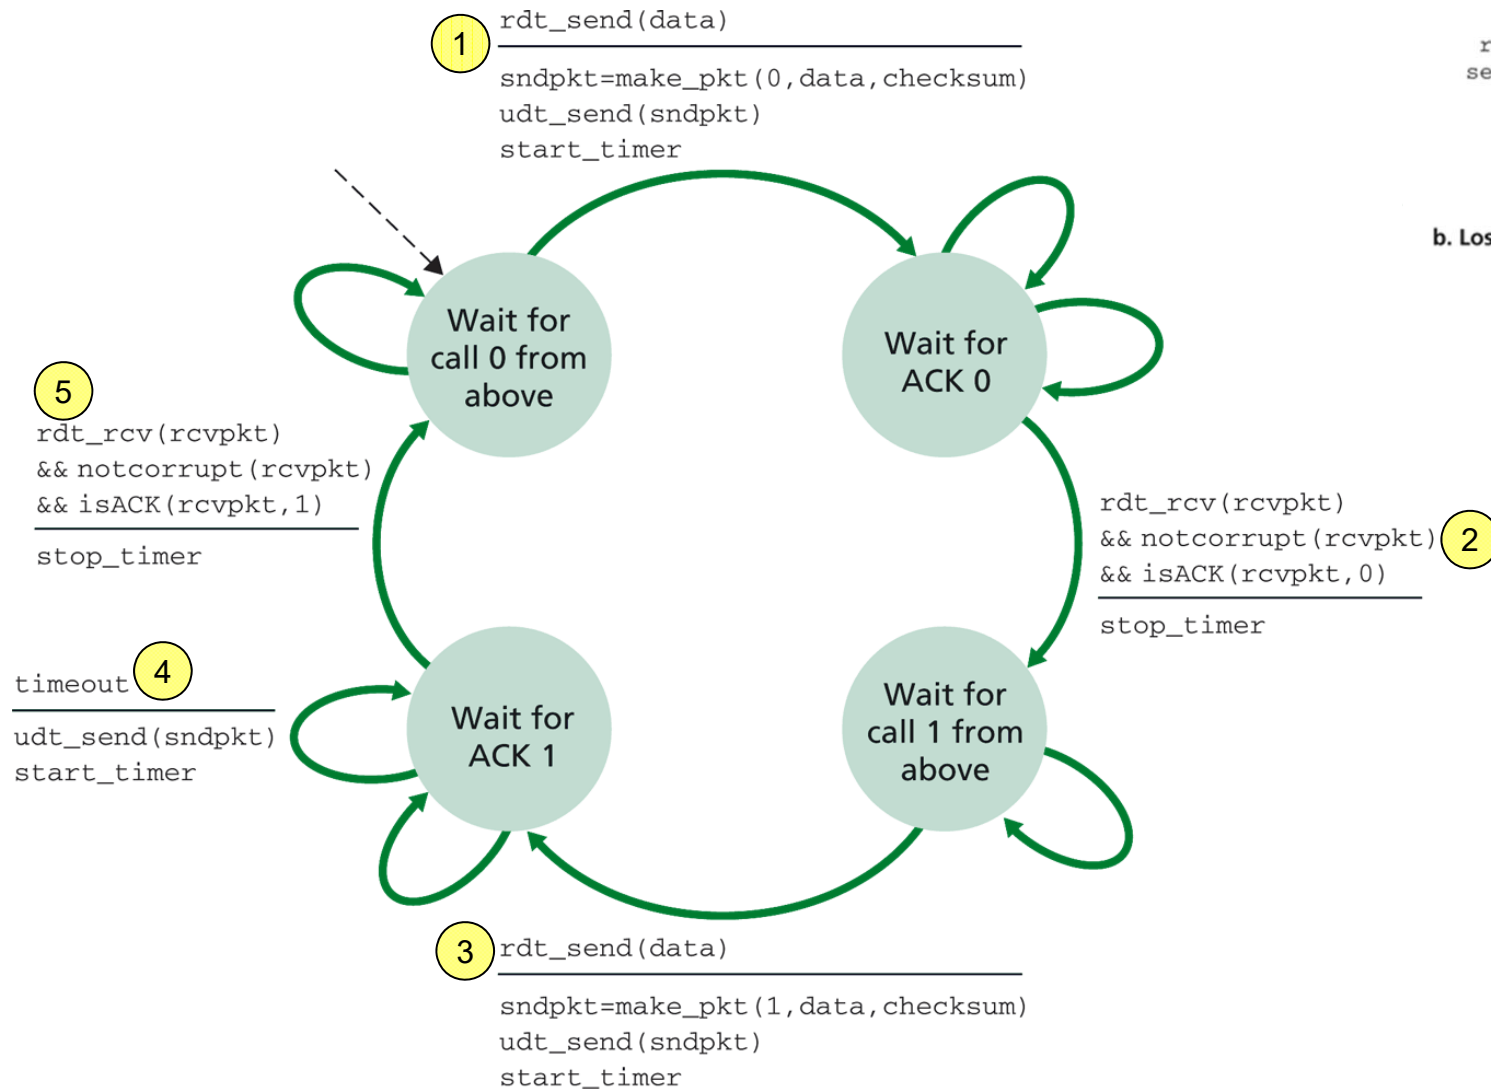 1
rdt_send(data)
sndpkt=make_pkt(0,data,checksum)
udt_send(sndpkt)
start_timer
b. Los
Wait for
call 0 from
above
Wait for
ACK 0
5
rdt_rcv(rcvpkt)
&& notcorrupt(rcvpkt)
&& isACK(rcvpkt,1)
stop_timer
rdt_rcv(rcvpkt)
&& notcorrupt(rcvpkt)
&& isACK(rcvpkt,0)
stop_timer
2
timeout
4
udt_send(sndpkt)
start_timer
Wait for
ACK 1
Wait for
call 1 from
above
3
rdt_send(data)
sndpkt=make_pkt(1,data,checksum)
udt_send(sndpkt)
start_timer